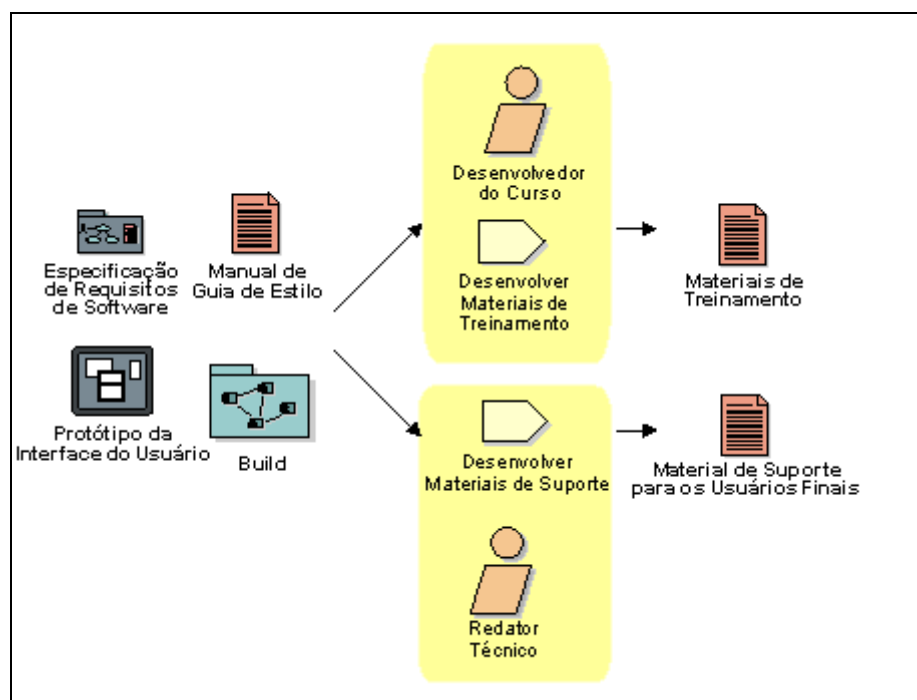 Desenvolvedor
do Curso
Especificação
de Requisitos
de Software
Manual de
Guia de Estilo
Desenvolver
Materiais de
Treinamento
Materiais de
Treinamento
Protótipo da
Interface do Usuário
Build
Desenvolver
Materiais de Suporte
Material de Suporte
para os Usuários Finais
Redator
Técnico